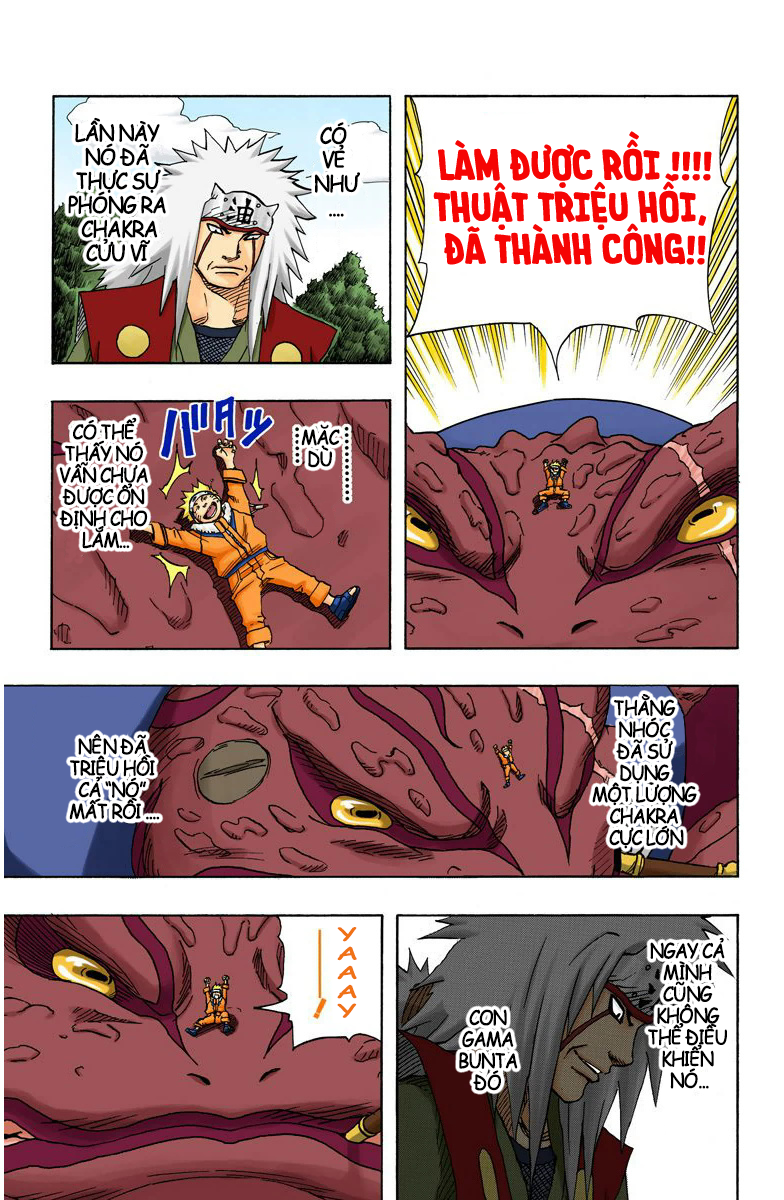 LÀM ĐƯỢC RỒI !!!!
THUẬT TRIỆU HỒI,
ĐÃ THÀNH CÔNG!!
CÓ
VẺ
NHƯ
....
LẦN NÀY
NÓ ĐÃ
THỰC SỰ
PHÓNG RA
CHAKRA
CỬU VĨ
油
MẶC
DÙ
バタッ
CÓ THỂ
THẤY NÓ
VẪN CHƯA
ĐƯỢC ỔN
ĐỊNH CHO
LẮM...
THẰNG
NHÓC
ĐÃ SỬ
DỤNG
MỘT LƯỢNG
CHAKRA
CỰC LỚN
NÊN ĐÃ
TRIỆU HỒI
CẢ "NÓ"
MẤT RỒI ....
NGAY CẢ
MÌNH
CŨNG
KHÔNG
THỂ ĐIỀU
KHIỂN
NÓ...
CON
GAMA
BUNTA
ĐÓ
YAAAY
!